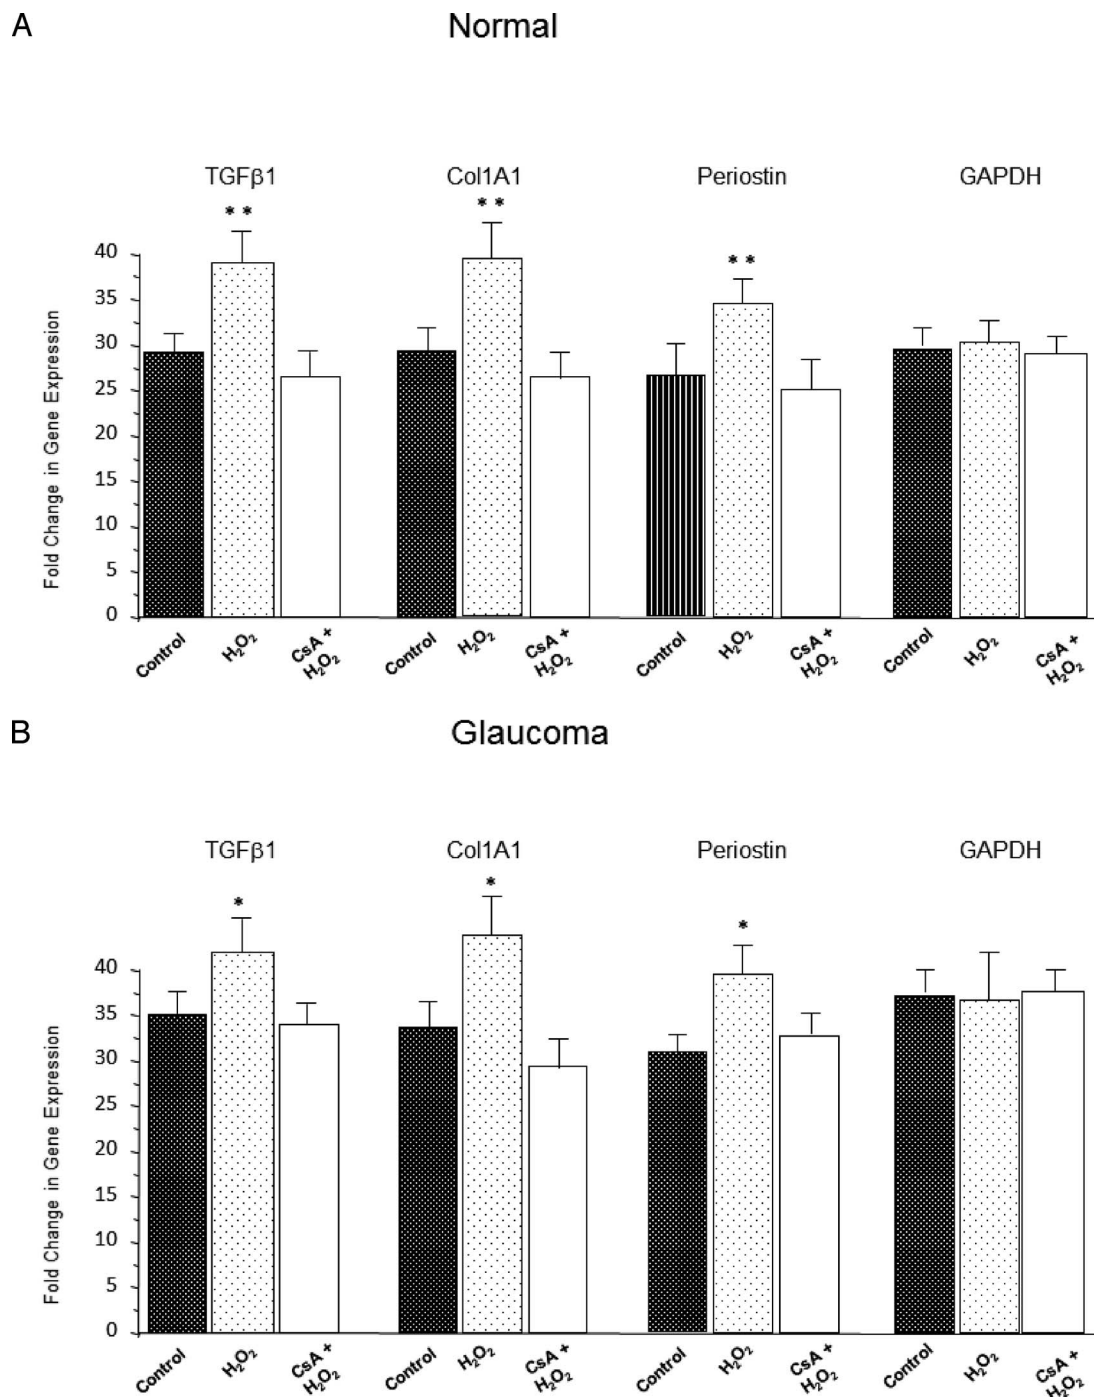 A
Normal
TGFβ1 Col1A1 Periostin GAPDH
** ** ** 
Fold Change in Gene Expression
40
35
30
25
20
15
10
5
0
Control H₂O₂ CsA + H₂O₂ Control H₂O₂ CsA + H₂O₂ Control H₂O₂ CsA + H₂O₂ Control H₂O₂ CsA + H₂O₂
B
Glaucoma
TGFβ1 Col1A1 Periostin GAPDH
* * *
Fold Change in Gene Expression
40
35
30
25
20
15
10
5
0
Control H₂O₂ CsA + H₂O₂ Control H₂O₂ CsA + H₂O₂ Control H₂O₂ CsA + H₂O₂ Control H₂O₂ CsA + H₂O₂